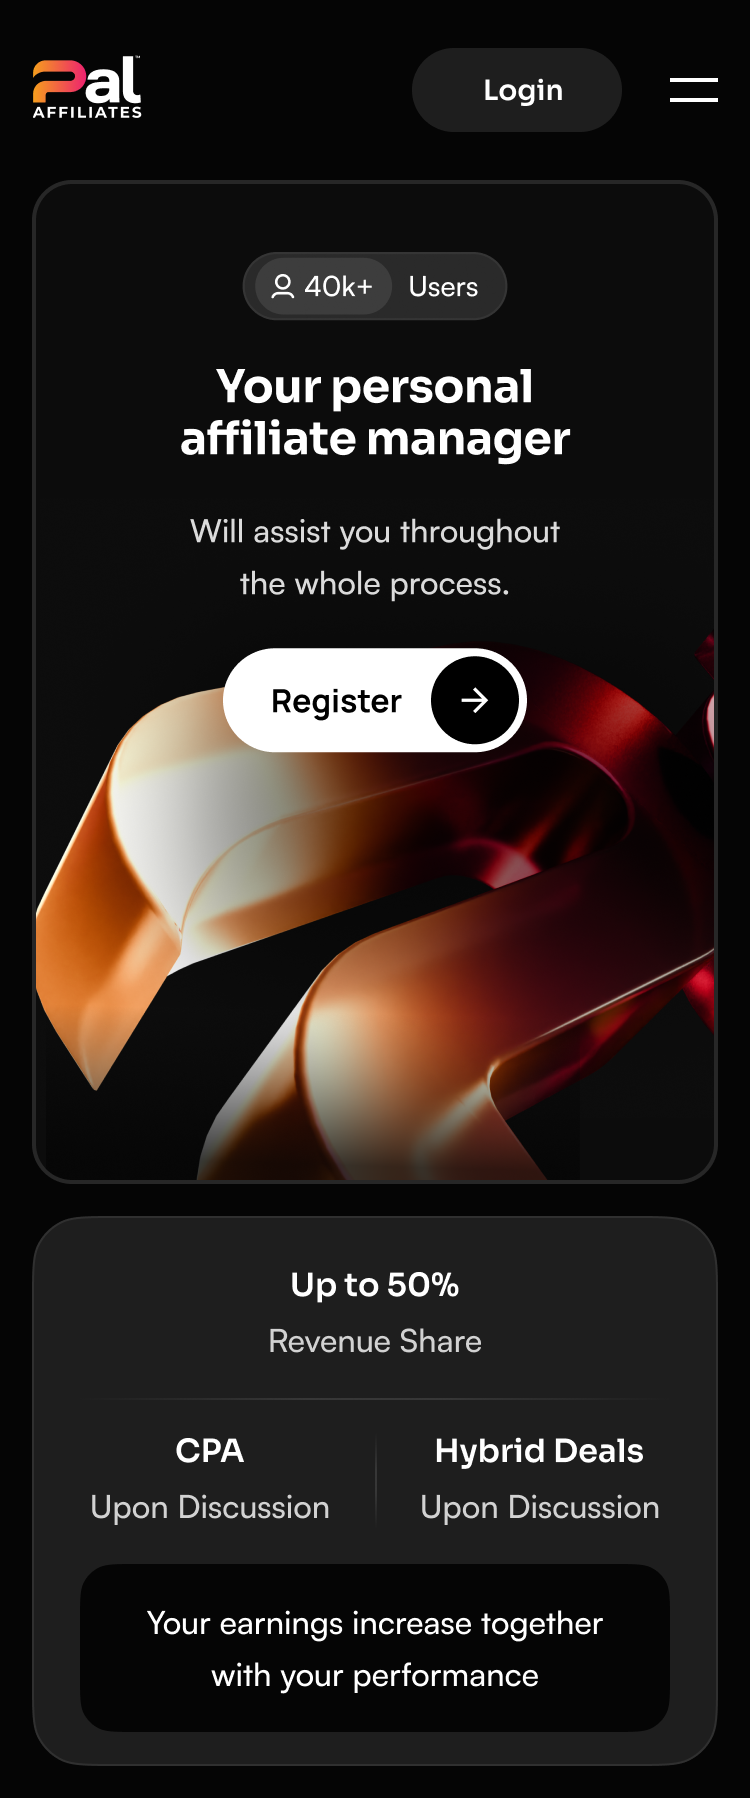 Pal™
AFFILIATES
Login
40k+ Users
Your personal
affiliate manager
Will assist you throughout
the whole process.
Register
Up to 50%
Revenue Share
CPA
Upon Discussion
Hybrid Deals
Upon Discussion
Your earnings increase together
with your performance